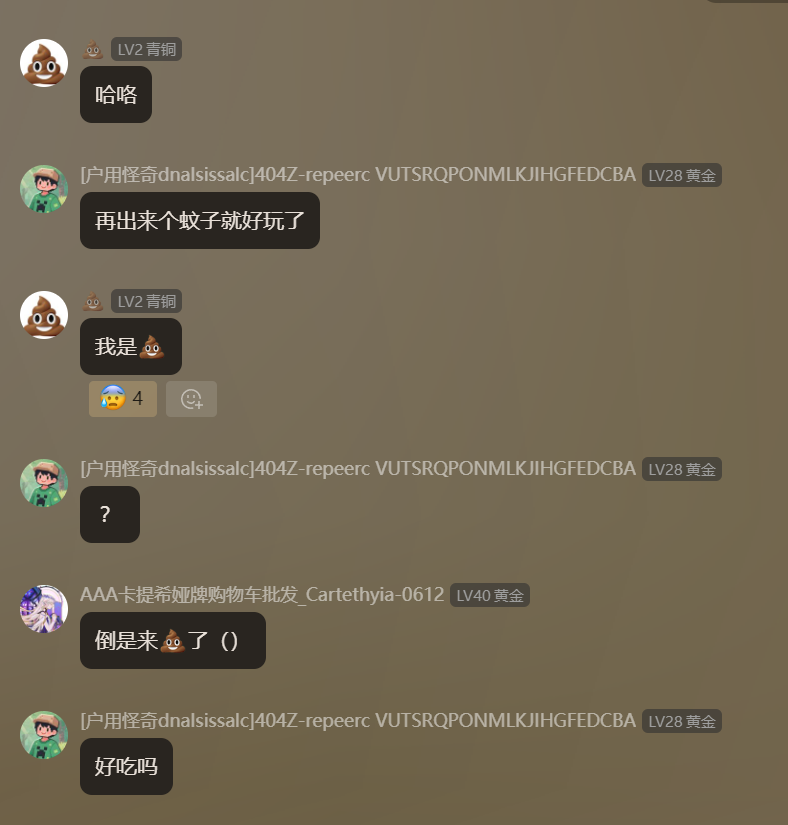 💩 LV2 青铜
哈咯
[户用怪奇dnalsissalc]404Z-repeerc VUTSRQPONMLKJIHGFEDCBA LV28 黄金
再出来个蚊子就好玩了
💩 LV2 青铜
我是💩
😰 4
[户用怪奇dnalsissalc]404Z-repeerc VUTSRQPONMLKJIHGFEDCBA LV28 黄金
？
AAA卡提希娅牌购物车批发_Cartethyia-0612 LV40 黄金
倒是来💩了（）
[户用怪奇dnalsissalc]404Z-repeerc VUTSRQPONMLKJIHGFEDCBA LV28 黄金
好吃吗